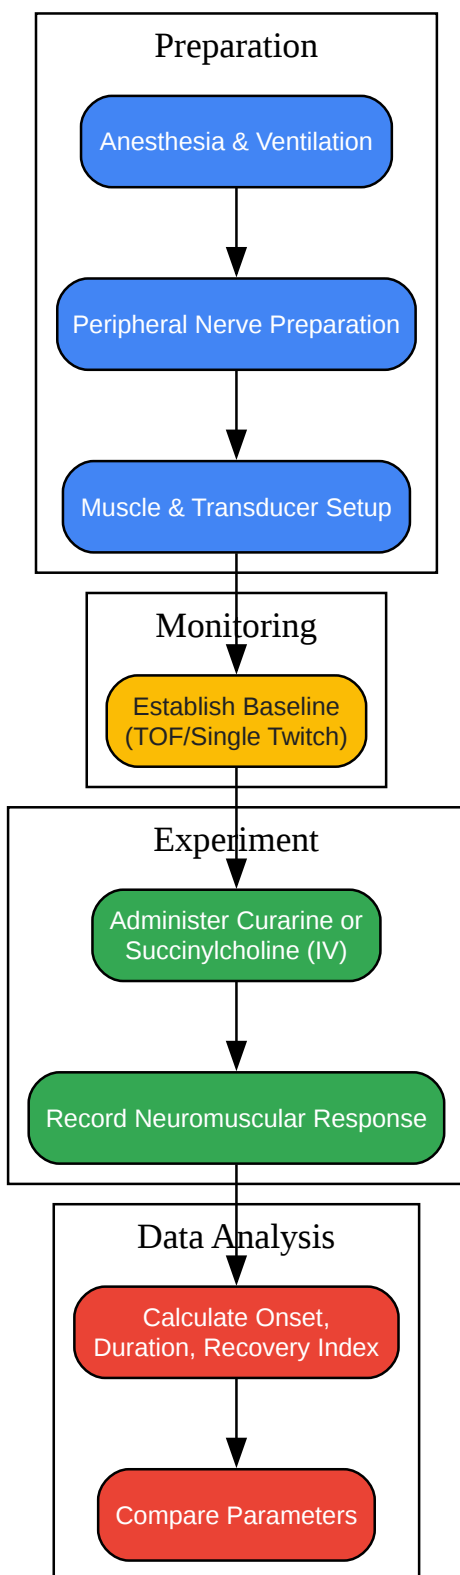 Preparation
Anesthesia & Ventilation
Peripheral Nerve Preparation
Muscle & Transducer Setup
Monitoring
Establish Baseline
(TOF/Single Twitch)
Experiment
Administer Curarine or
Succinylcholine (IV)
Record Neuromuscular Response
Data Analysis
Calculate Onset,
Duration, Recovery Index
Compare Parameters